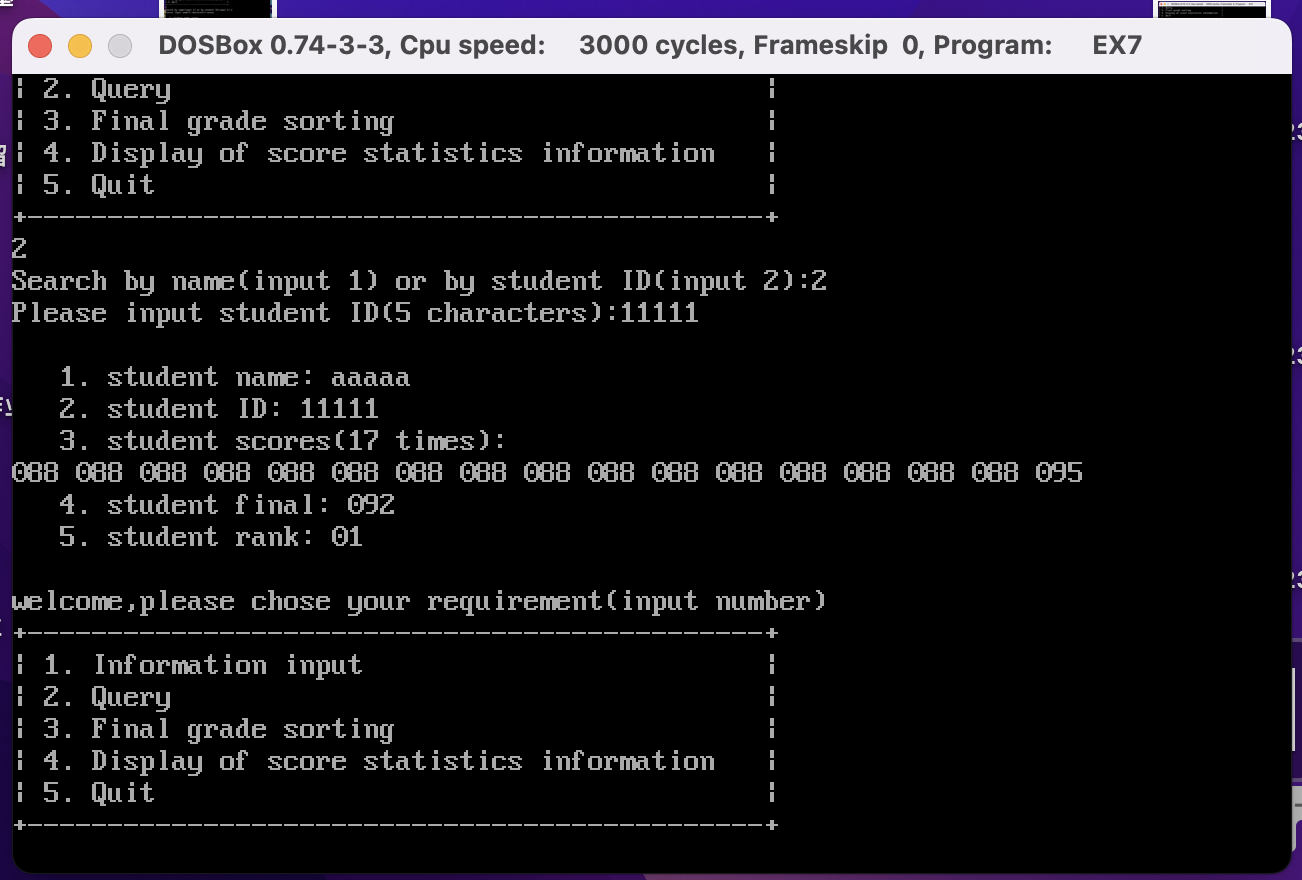 DOSBox 0.74-3-3, Cpu speed: 3000 cycles, Frameskip 0, Program: EX7
| 2. Query |
| 3. Final grade sorting |
| 4. Display of score statistics information |
| 5. Quit |
+----------------------------------------------+
2
Search by name(input 1) or by student ID(input 2):2
Please input student ID(5 characters):11111
1. student name: aaaaa
2. student ID: 11111
3. student scores(17 times):
088 088 088 088 088 088 088 088 088 088 088 088 088 088 088 088 095
4. student final: 092
5. student rank: 01
welcome,please chose your requirement(input number)
+----------------------------------------------+
| 1. Information input |
| 2. Query |
| 3. Final grade sorting |
| 4. Display of score statistics information |
| 5. Quit |
+----------------------------------------------+